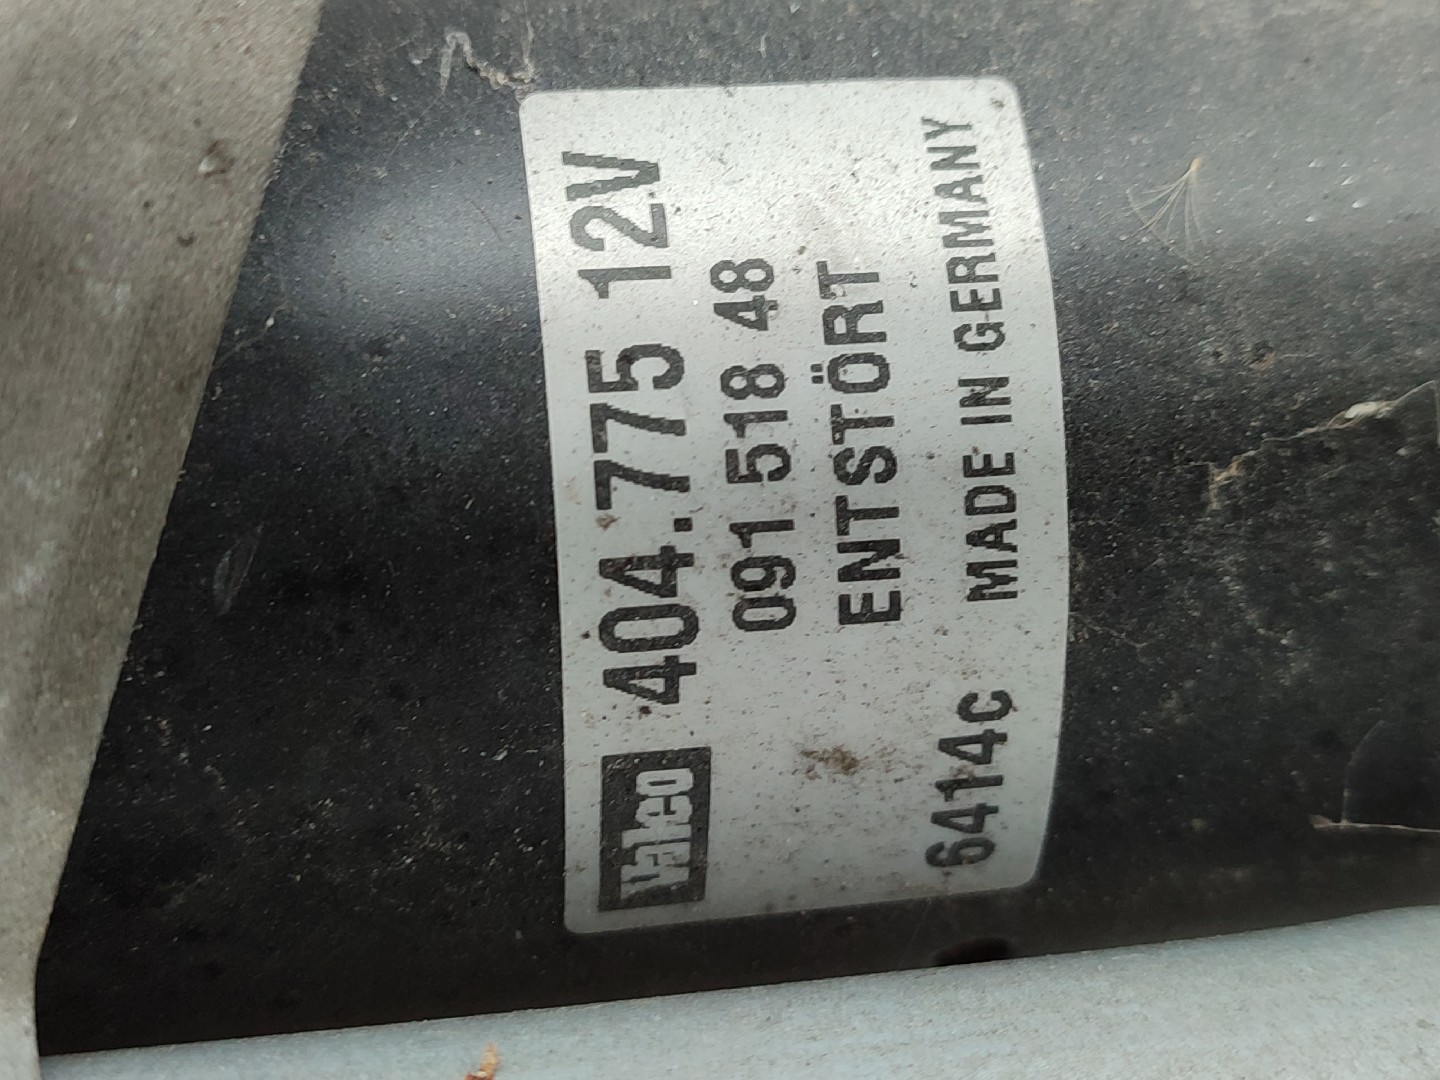 Valeo 404.775 12V
091 518 48
ENTSTÖRT
6414C MADE IN GERMANY